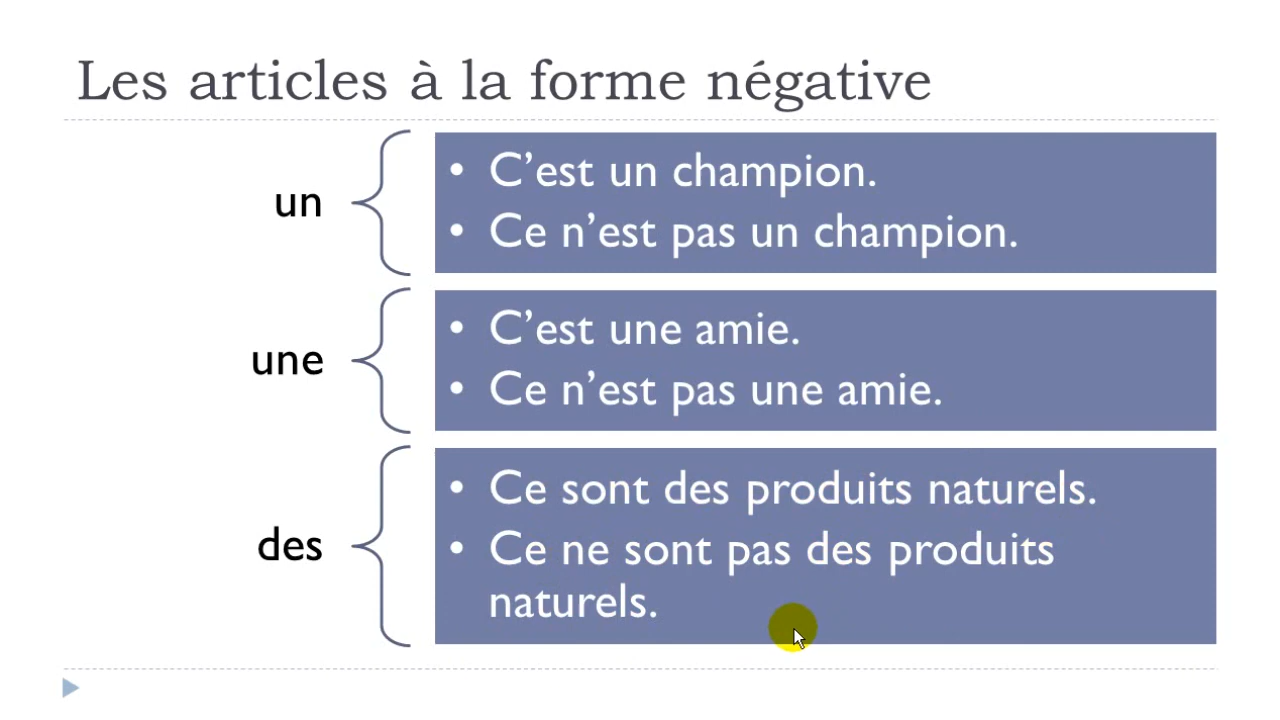 Les articles à la forme négative
un
• C’est un champion.
• Ce n’est pas un champion.
une
• C’est une amie.
• Ce n’est pas une amie.
des
• Ce sont des produits naturels.
• Ce ne sont pas des produits
naturels.